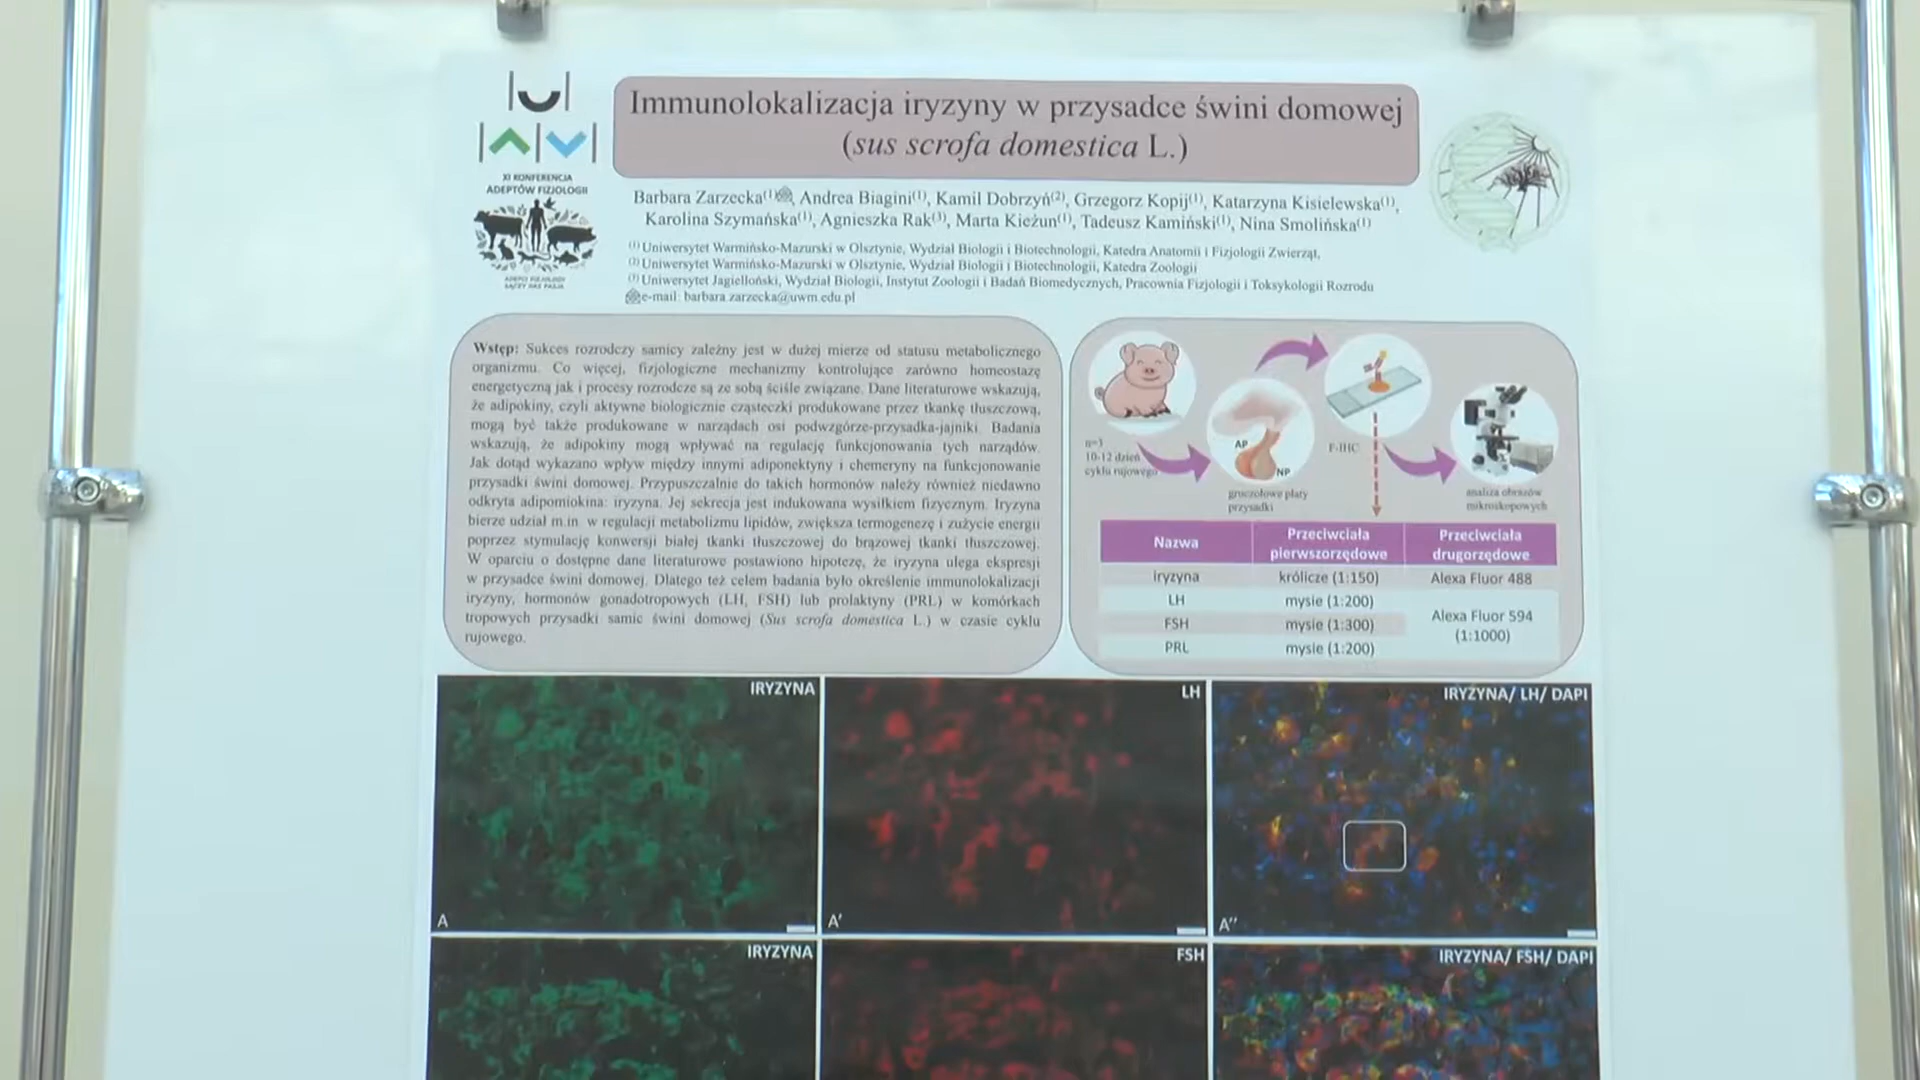 Immunolokalizacja iryzyny w przysadce świni domowej
(sus scrofa domestica L.)
XI KONFERENCJA
ADEPTÓW FIZJOLOGII
Barbara Zarzecka(1), Andrea Biagini(1), Kamil Dobrzyń(2), Grzegorz Kopij(1), Katarzyna Kisielewska(1),
Karolina Szymańska(1), Agnieszka Rak(3), Marta Kieżun(1), Tadeusz Kamiński(1), Nina Smolińska(1)
(1) Uniwersytet Warmińsko-Mazurski w Olsztynie, Wydział Biologii i Biotechnologii, Katedra Anatomii i Fizjologii Zwierząt,
(2) Uniwersytet Warmińsko-Mazurski w Olsztynie, Wydział Biologii i Biotechnologii, Katedra Zoologii
(3) Uniwersytet Jagielloński, Wydział Biologii, Instytut Zoologii i Badań Biomedycznych, Pracownia Fizjologii i Toksykologii Rozrodu
e-mail: barbara.zarzecka@uwm.edu.pl
Wstęp: Sukces rozrodczy samicy zależny jest w dużej mierze od statusu metabolicznego
organizmu. Co więcej, fizjologiczne mechanizmy kontrolujące zarówno homeostazę
energetyczną jak i procesy rozrodcze są ze sobą ściśle związane. Dane literaturowe wskazują,
że adipokiny, czyli aktywne biologicznie cząsteczki produkowane przez tkankę tłuszczową,
mogą być także produkowane w narządach osi podwzgórze-przysadka-jajniki. Badania
wskazują, że adipokiny mogą wpływać na regulację funkcjonowania tych narządów.
Jak dotąd wykazano wpływ między innymi adiponektyny i chemeryny na funkcjonowanie
przysadki świni domowej. Przypuszczalnie do takich hormonów należy również niedawno
odkryta adipomiokina: iryzyna. Jej sekrecja jest indukowana wysiłkiem fizycznym. Iryzyna
bierze udział m.in. w regulacji metabolizmu lipidów, zwiększa termogenezę i zużycie energii
poprzez stymulację konwersji białej tkanki tłuszczowej do brązowej tkanki tłuszczowej.
W oparciu o dostępne dane literaturowe postawiono hipotezę, że iryzyna ulega ekspresji
w przysadce świni domowej. Dlatego też celem badania było określenie immunolokalizacji
iryzyny, hormonów gonadotropowych (LH, FSH) lub prolaktyny (PRL) w komórkach
tropowych przysadki samic świni domowej (Sus scrofa domestica L.) w czasie cyklu
rujowego.
n=3
10-12 dzień
cyklu rujowego
AP
NP
gruczołowe płaty
przysadki
F-IHC
analiza obrazów
mikroskopowych
Nazwa Przeciwciała pierwszorzędowe Przeciwciała drugorzędowe
iryzyna królicze (1:150) Alexa Fluor 488
LH mysie (1:200)
FSH mysie (1:300) Alexa Fluor 594 (1:1000)
PRL mysie (1:200)
IRYZYNA
A
LH
A'
IRYZYNA/ LH/ DAPI
A''
IRYZYNA
FSH
IRYZYNA/ FSH/ DAPI